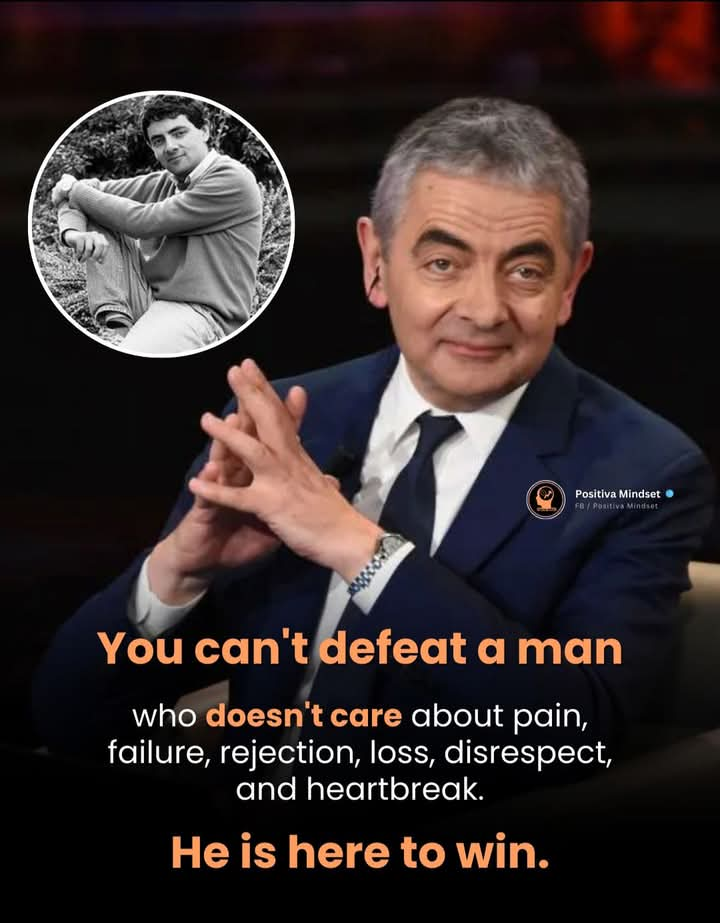 Positiva Mindset
FB / Positiva Mindset
You can't defeat a man
who doesn't care about pain,
failure, rejection, loss, disrespect,
and heartbreak.
He is here to win.